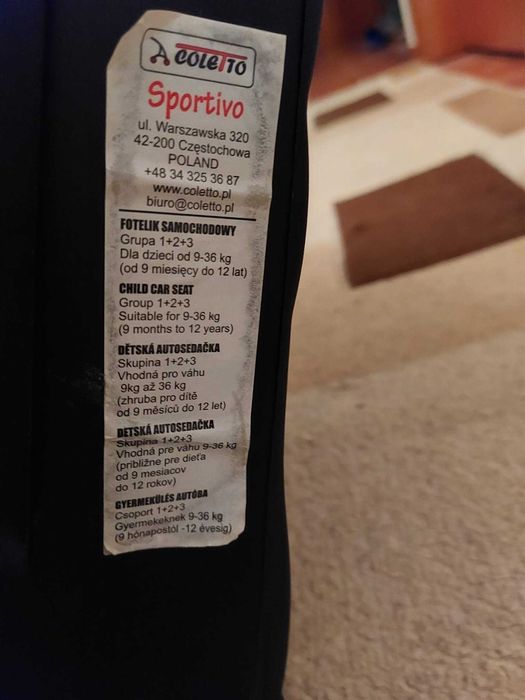 COLETTO
Sportivo
ul. Warszawska 320
42-200 Częstochowa
POLAND
+48 34 325 36 87
www.coletto.pl
biuro@coletto.pl
FOTELIK SAMOCHODOWY
Grupa 1+2+3
Dla dzieci od 9-36 kg
(od 9 miesięcy do 12 lat)
CHILD CAR SEAT
Group 1+2+3
Suitable for 9-36 kg
(9 months to 12 years)
DĚTSKÁ AUTOSEDAČKA
Skupina 1+2+3
Vhodná pro váhu
9kg až 36 kg
(zhruba pro dítě
od 9 měsíců do 12 let)
DETSKÁ AUTOSEDAČKA
Skupina 1+2+3
Vhodná pre váhu 9-36 kg
(približne pre dieťa
od 9 mesiacov
do 12 rokov)
GYERMEKÜLÉS AUTÓBA
Csoport 1+2+3
Gyermekeknek 9-36 kg
(9 hónapostól -12 évesig)